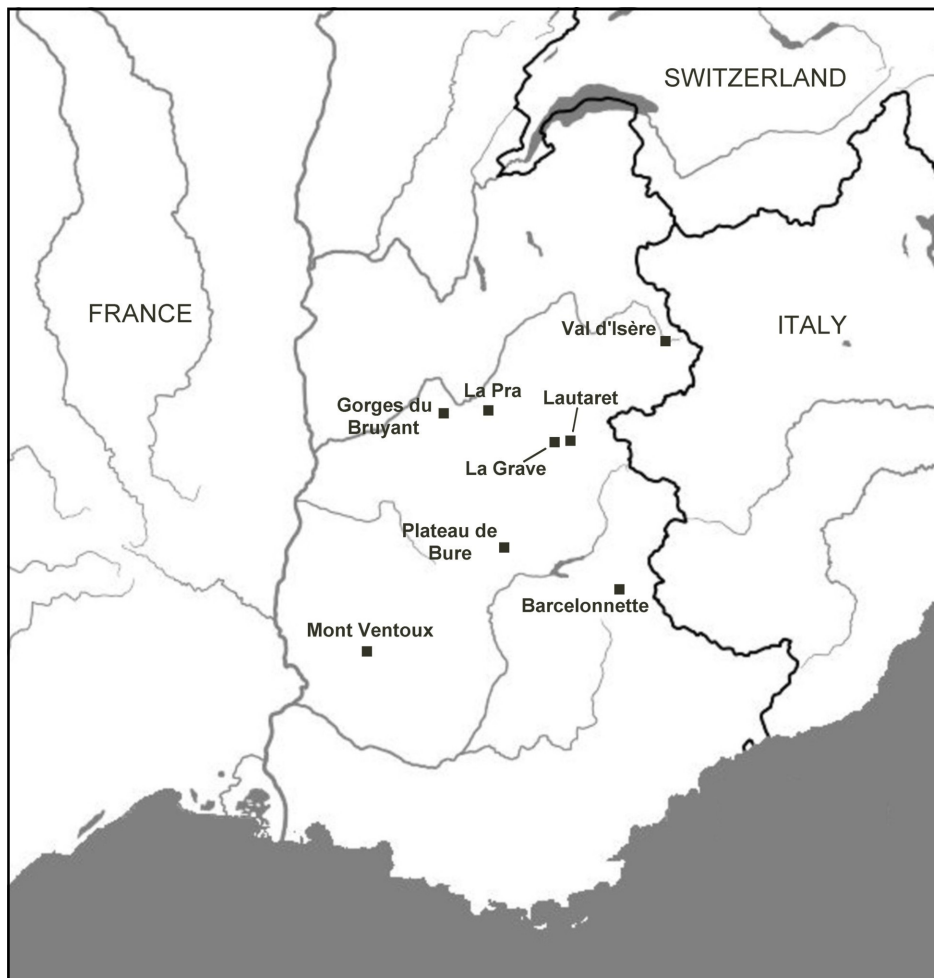 SWITZERLAND
FRANCE
ITALY
Val d'Isère
La Pra
Lautaret
Gorges du
Bruyant
La Grave
Plateau de
Bure
Barcelonnette
Mont Ventoux